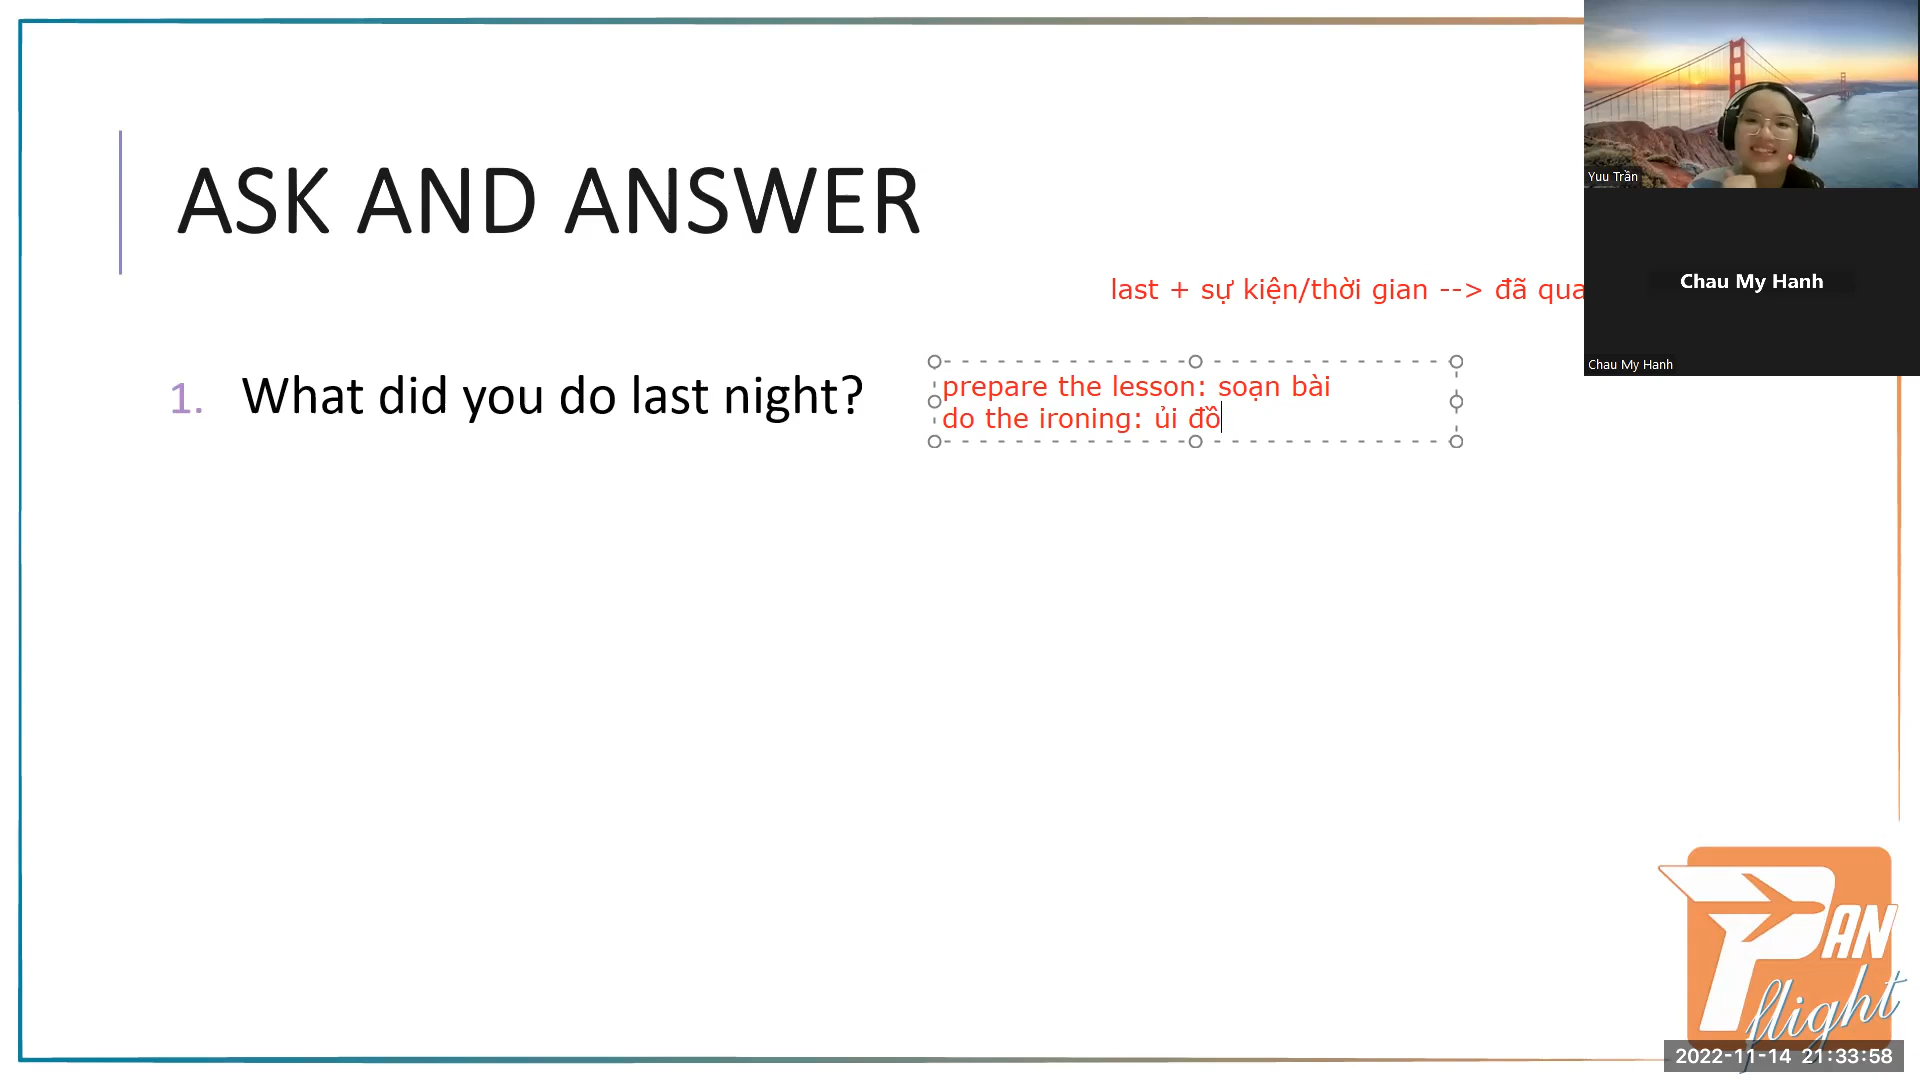 ASK AND ANSWER
Yuu Trần
Chau My Hanh
last + sự kiện/thời gian --> đã qua
Chau My Hanh
1. What did you do last night?
prepare the lesson: soạn bài
do the ironing: ủi đồ
PAN
flight
2022-11-14 21:33:58